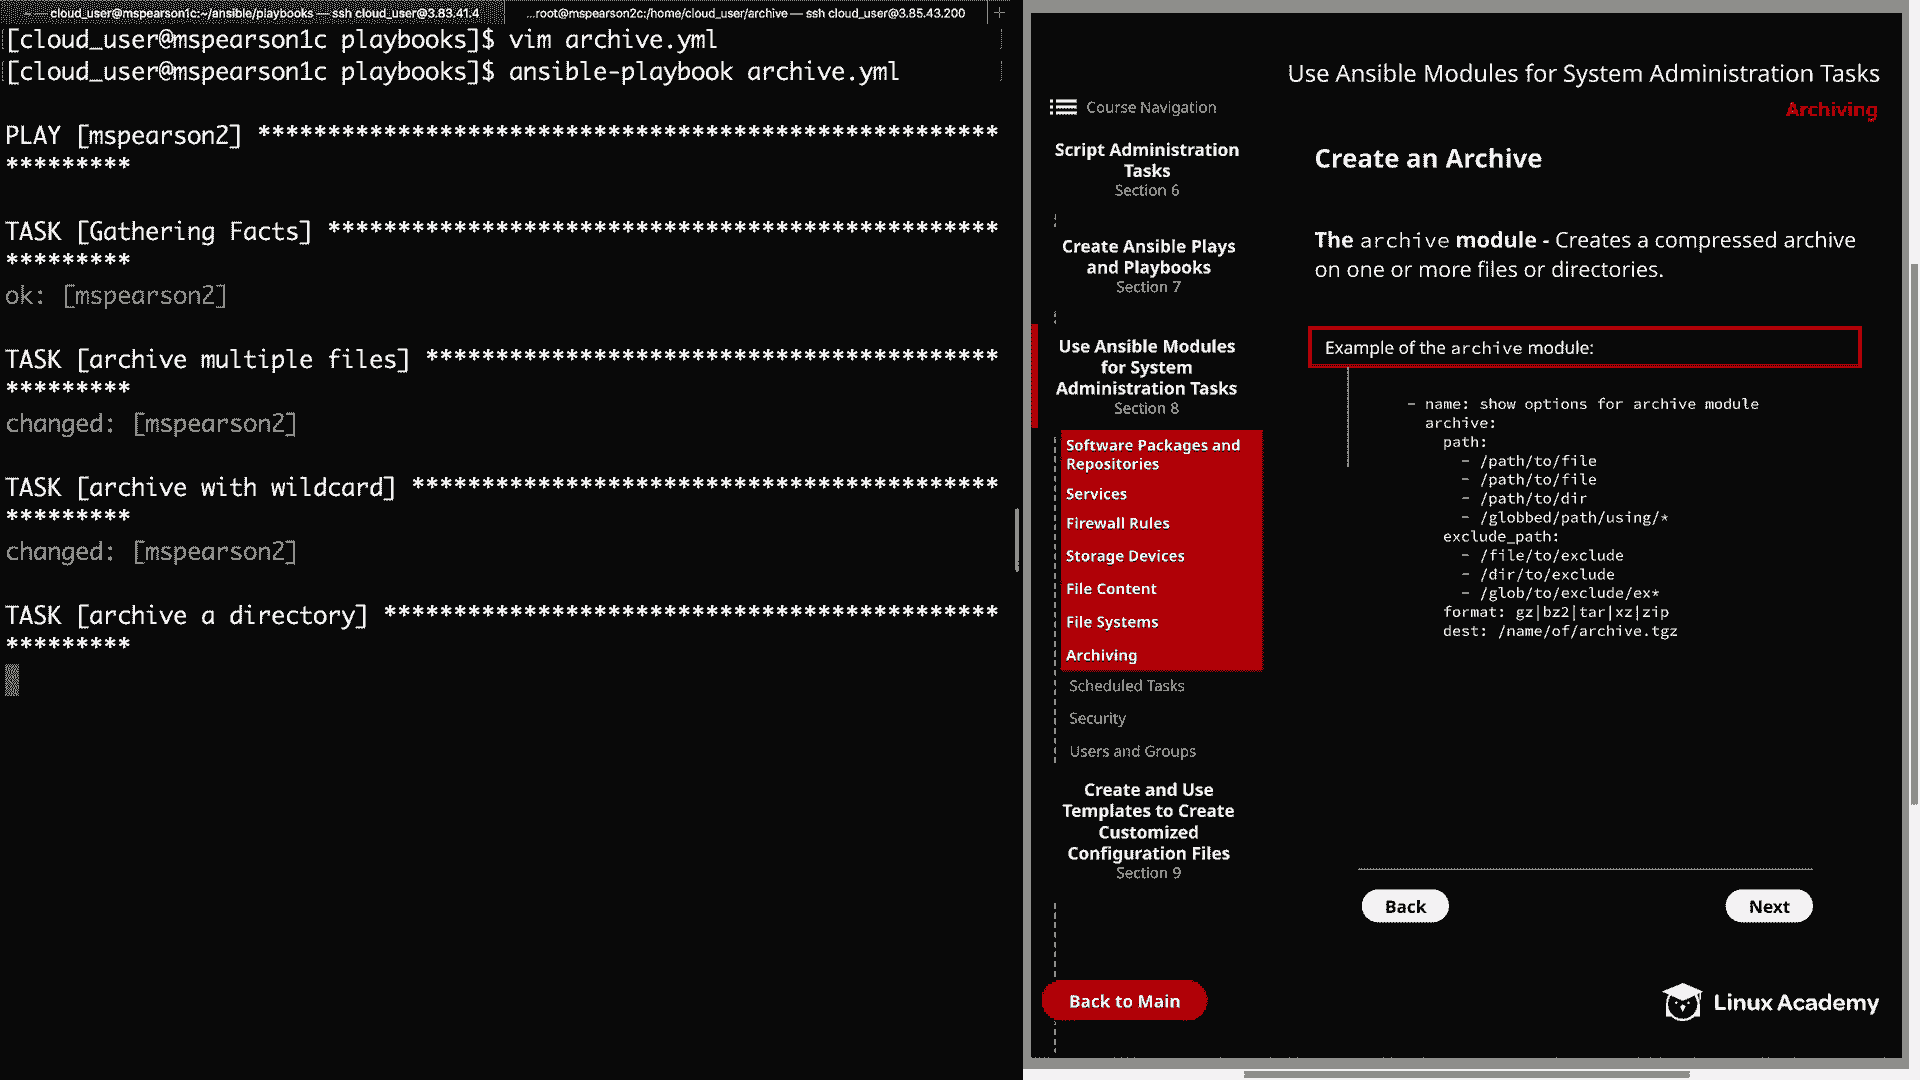 cloud_user@mspearson1c:~/ansible/playbooks — ssh cloud_user@3.83.41.4
...root@mspearson2c:/home/cloud_user/archive — ssh cloud_user@3.85.43.200
+
[cloud_user@mspearson1c playbooks]$ vim archive.yml
[cloud_user@mspearson1c playbooks]$ ansible-playbook archive.yml
PLAY [mspearson2] *****************************************************
*********
TASK [Gathering Facts] ************************************************
*********
ok: [mspearson2]
TASK [archive multiple files] *****************************************
*********
changed: [mspearson2]
TASK [archive with wildcard] ******************************************
*********
changed: [mspearson2]
TASK [archive a directory] ********************************************
*********
Use Ansible Modules for System Administration Tasks
Archiving
Course Navigation
Script Administration
Tasks
Section 6
Create Ansible Plays
and Playbooks
Section 7
Use Ansible Modules
for System
Administration Tasks
Section 8
Software Packages and
Repositories
Services
Firewall Rules
Storage Devices
File Content
File Systems
Archiving
Scheduled Tasks
Security
Users and Groups
Create and Use
Templates to Create
Customized
Configuration Files
Section 9
Back to Main
Create an Archive
The archive module - Creates a compressed archive
on one or more files or directories.
Example of the archive module:
- name: show options for archive module
archive:
path:
- /path/to/file
- /path/to/file
- /path/to/dir
- /globbed/path/using/*
exclude_path:
- /file/to/exclude
- /dir/to/exclude
- /glob/to/exclude/ex*
format: gz|bz2|tar|xz|zip
dest: /name/of/archive.tgz
Back
Next
Linux Academy